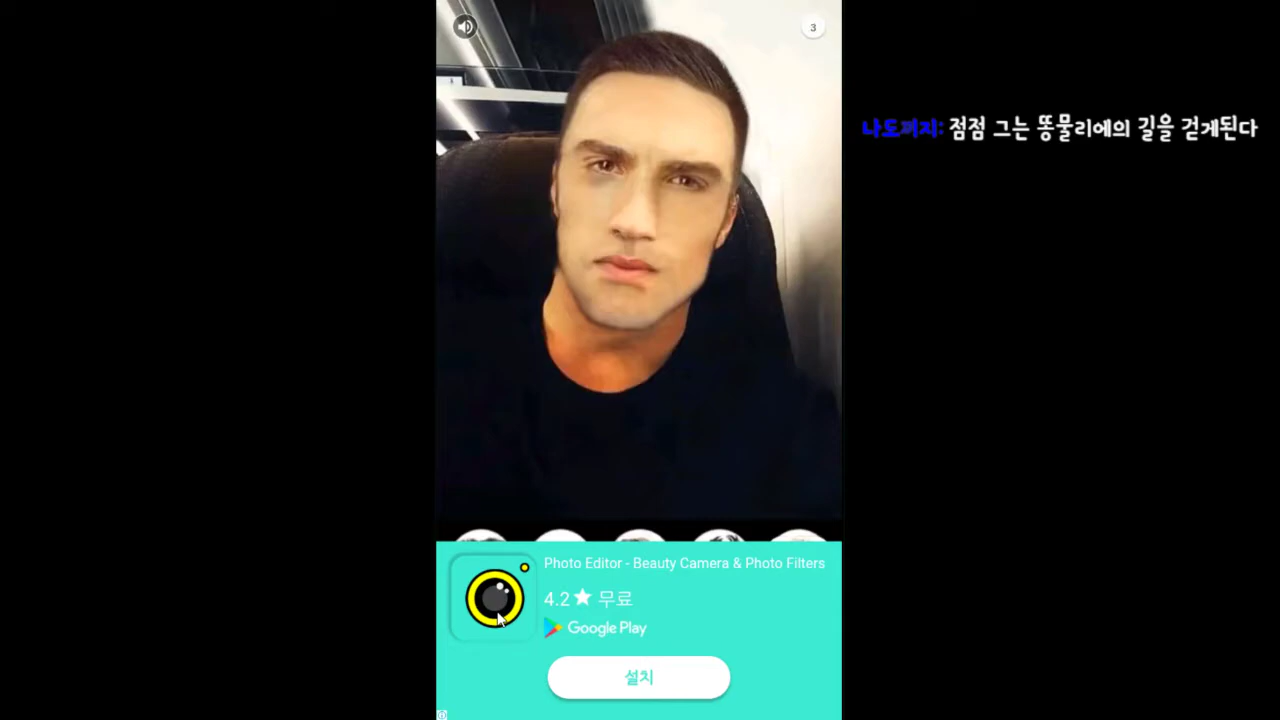 3
나도까지: 점점 그는 똥물리에의 길을 걷게된다
Photo Editor - Beauty Camera & Photo Filters
4.2★ 무료
Google Play
설치